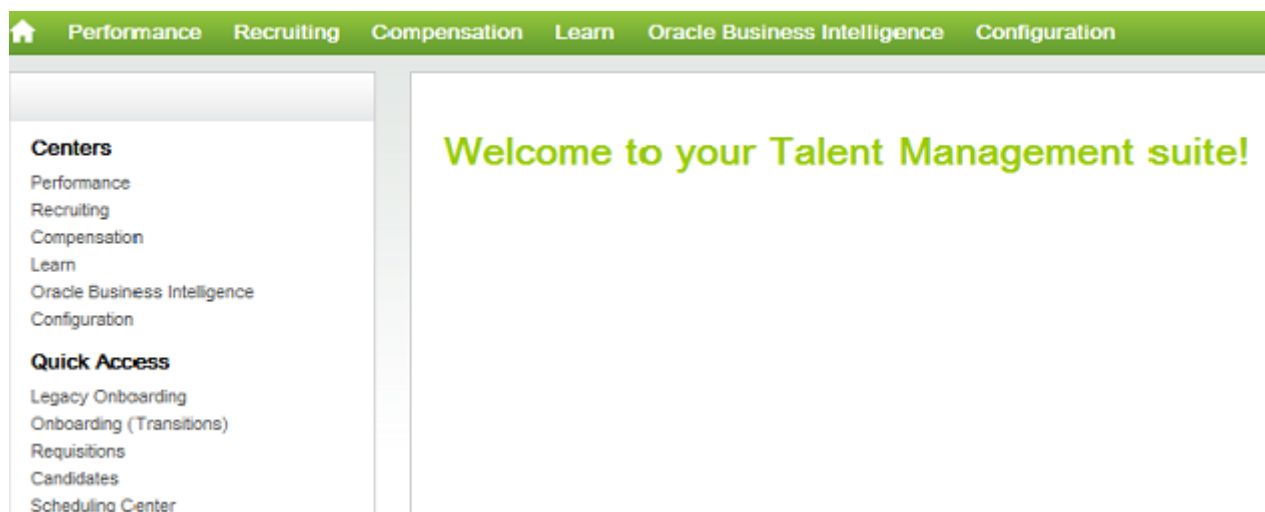 Performance Recruiting Compensation Learn Oracle Business Intelligence Configuration
Welcome to your Talent Management suite!
Centers
Performance
Recruiting
Compensation
Learn
Oracle Business Intelligence
Configuration
Quick Access
Legacy Onboarding
Onboarding (Transitions)
Requisitions
Candidates
Scheduling Center